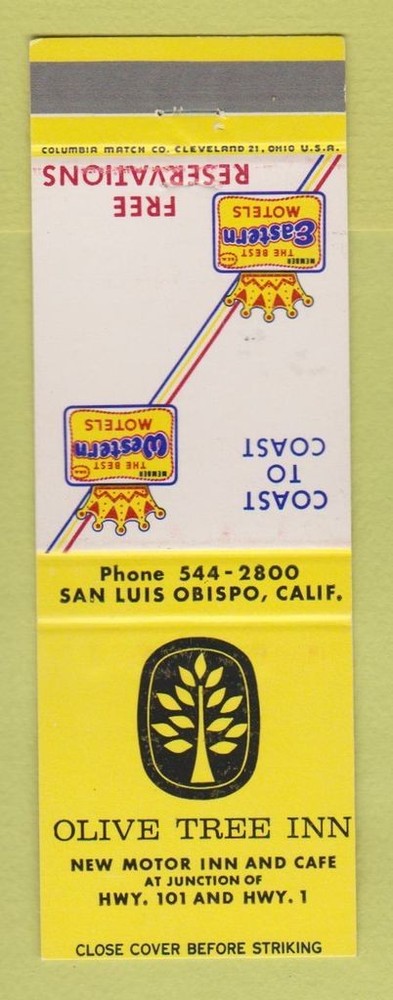 COLUMBIA MATCH CO. CLEVELAND 21, OHIO U.S.A.
COAST
TO
COAST
MEMBER
THE BEST
Western
MOTELS
MEMBER
THE BEST
Eastern
MOTELS
FREE
RESERVATIONS
Phone 544-2800
SAN LUIS OBISPO, CALIF.
OLIVE TREE INN
NEW MOTOR INN AND CAFE
AT JUNCTION OF
HWY. 101 AND HWY. 1
CLOSE COVER BEFORE STRIKING